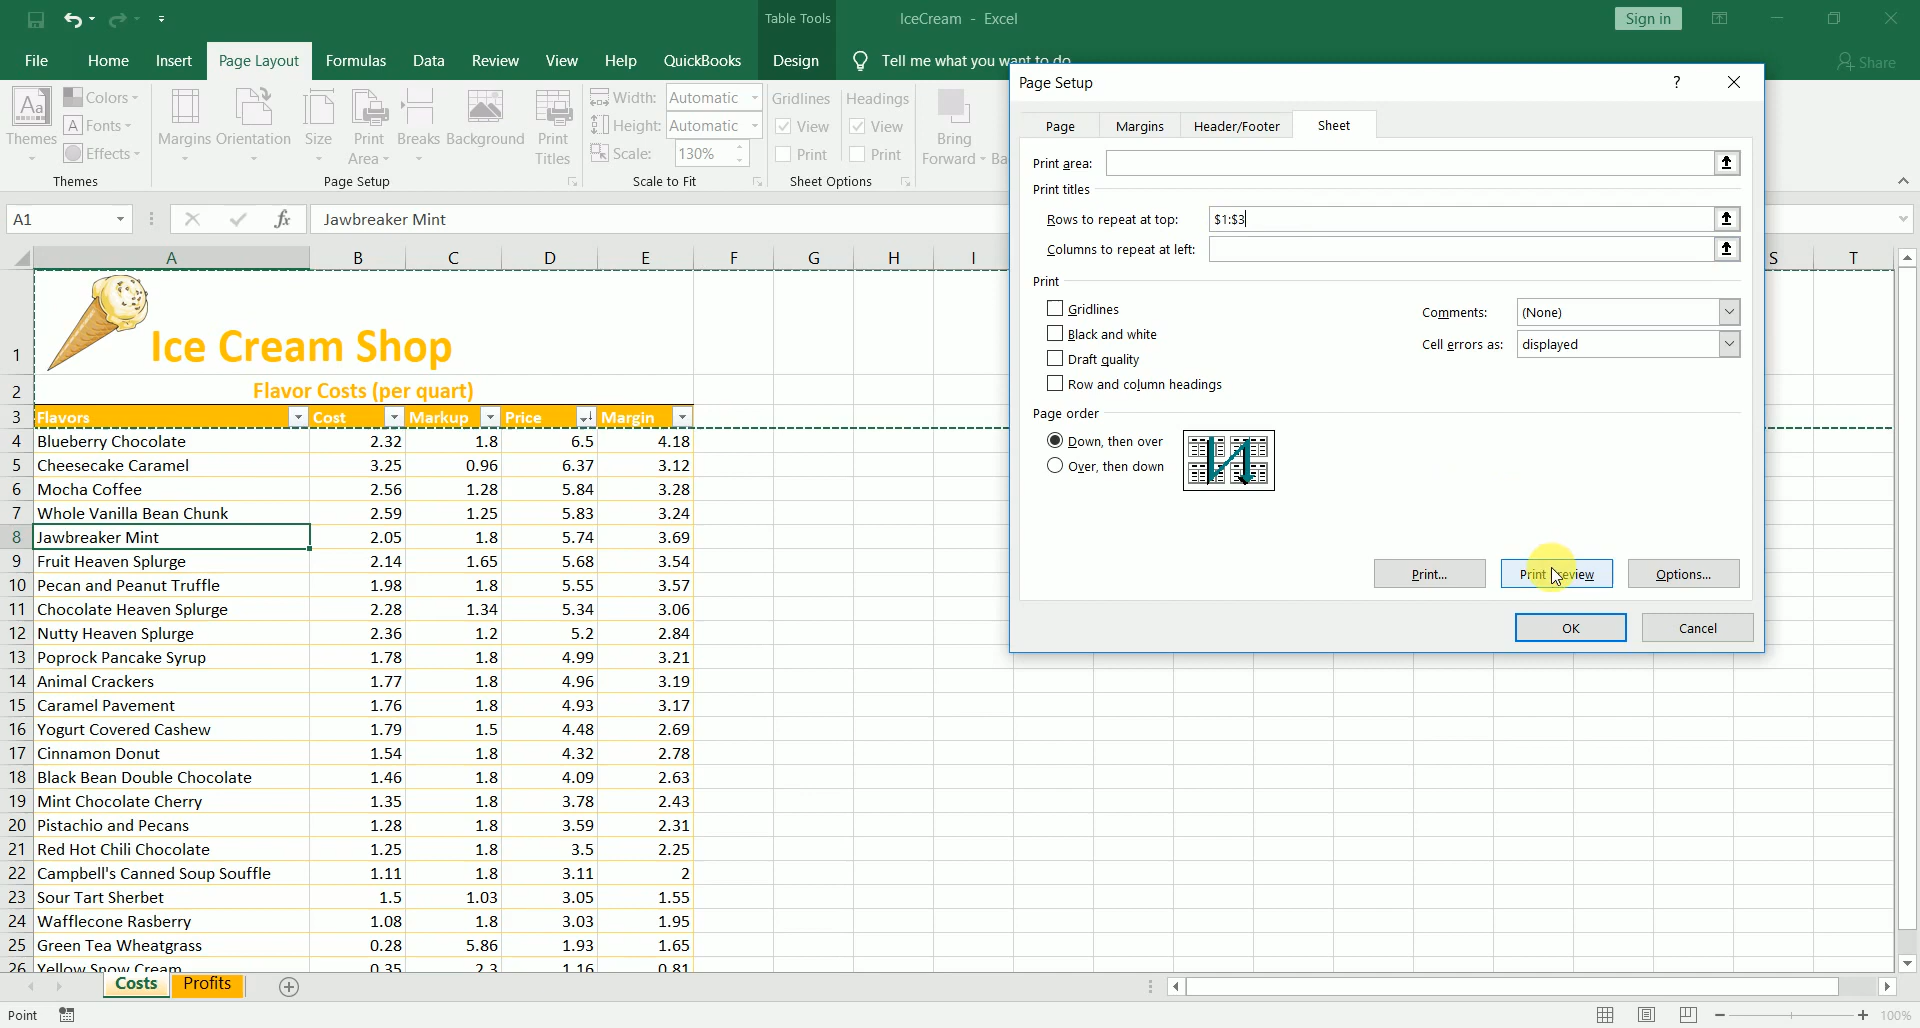 Table Tools
IceCream - Excel
Sign in
File Home Insert Page Layout Formulas Data Review View Help QuickBooks Design Tell me what you want to do
Share
Themes
Colors
Fonts
Effects
Themes
Margins Orientation Size Print Area Breaks Background Print Titles
Page Setup
Width: Automatic
Height: Automatic
Scale: 130%
Scale to Fit
Gridlines Headings
View View
Print Print
Sheet Options
Bring Forward Ba
A1 fx Jawbreaker Mint
A B C D E F G H I S T
1 Ice Cream Shop
2 Flavor Costs (per quart)
3 Flavors Cost Markup Price Margin
4 Blueberry Chocolate 2.32 1.8 6.5 4.18
5 Cheesecake Caramel 3.25 0.96 6.37 3.12
6 Mocha Coffee 2.56 1.28 5.84 3.28
7 Whole Vanilla Bean Chunk 2.59 1.25 5.83 3.24
8 Jawbreaker Mint 2.05 1.8 5.74 3.69
9 Fruit Heaven Splurge 2.14 1.65 5.68 3.54
10 Pecan and Peanut Truffle 1.98 1.8 5.55 3.57
11 Chocolate Heaven Splurge 2.28 1.34 5.34 3.06
12 Nutty Heaven Splurge 2.36 1.2 5.2 2.84
13 Poprock Pancake Syrup 1.78 1.8 4.99 3.21
14 Animal Crackers 1.77 1.8 4.96 3.19
15 Caramel Pavement 1.76 1.8 4.93 3.17
16 Yogurt Covered Cashew 1.79 1.5 4.48 2.69
17 Cinnamon Donut 1.54 1.8 4.32 2.78
18 Black Bean Double Chocolate 1.46 1.8 4.09 2.63
19 Mint Chocolate Cherry 1.35 1.8 3.78 2.43
20 Pistachio and Pecans 1.28 1.8 3.59 2.31
21 Red Hot Chili Chocolate 1.25 1.8 3.5 2.25
22 Campbell's Canned Soup Souffle 1.11 1.8 3.11 2
23 Sour Tart Sherbet 1.5 1.03 3.05 1.55
24 Wafflecone Rasberry 1.08 1.8 3.03 1.95
25 Green Tea Wheatgrass 0.28 5.86 1.93 1.65
26 Yellow Snow Cream 0.35 2.3 1.16 0.81
Page Setup ?
Page Margins Header/Footer Sheet
Print area:
Print titles
Rows to repeat at top: $1:$3
Columns to repeat at left:
Print
Gridlines
Black and white
Draft quality
Row and column headings
Comments: (None)
Cell errors as: displayed
Page order
Down, then over
Over, then down
Print... Print Preview Options...
OK Cancel
Costs Profits
Point
100%